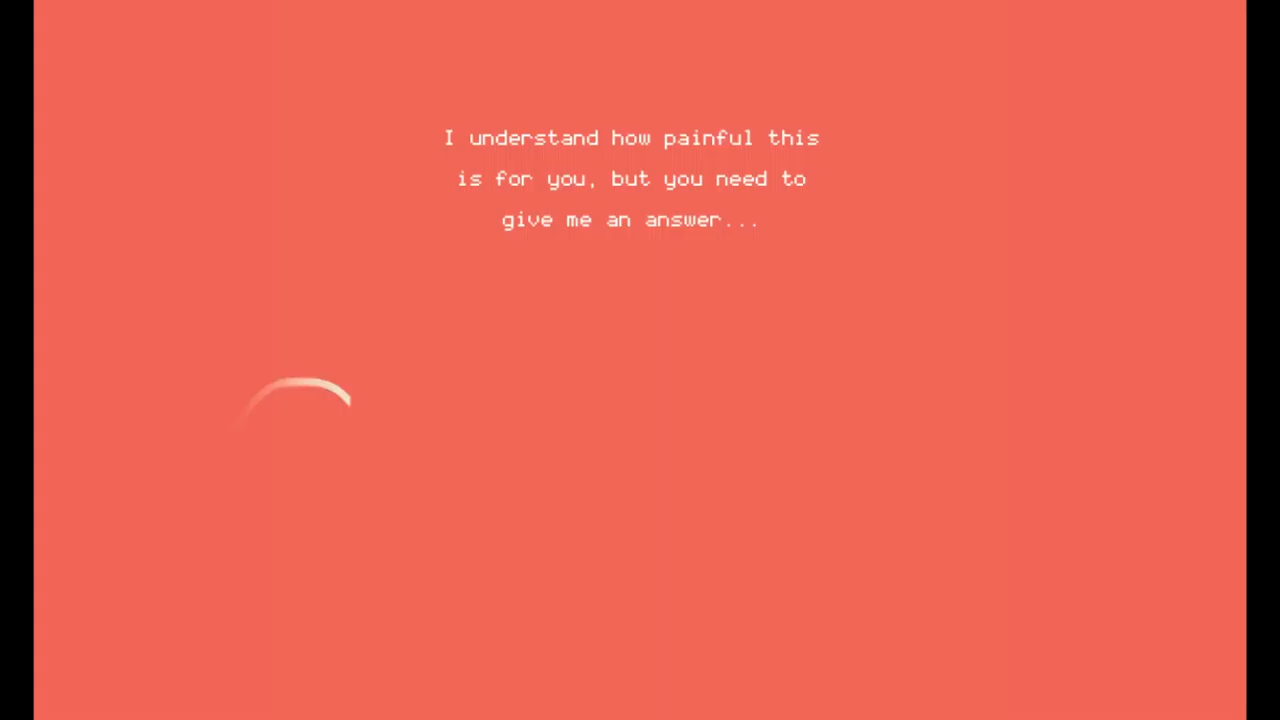 I understand how painful this
is for you, but you need to
give me an answer...